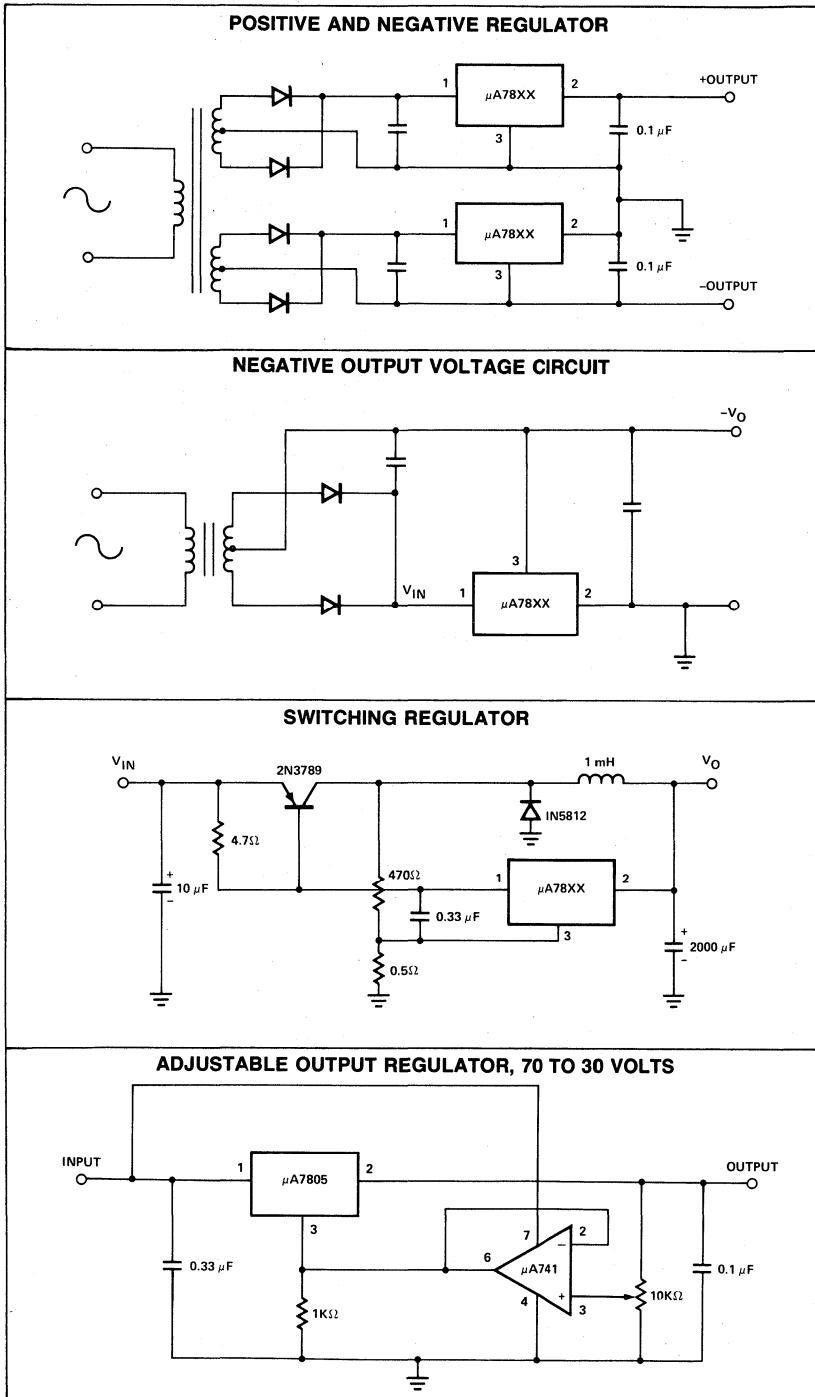 POSITIVE AND NEGATIVE REGULATOR
1
μA78XX
2
+OUTPUT
3
0.1 μF
1
μA78XX
2
3
0.1 μF
–OUTPUT
NEGATIVE OUTPUT VOLTAGE CIRCUIT
–VO
3
VIN
1
μA78XX
2
SWITCHING REGULATOR
VIN
2N3789
1 mH
VO
4.7Ω
IN5812
+
10 μF
–
470Ω
1
μA78XX
2
0.33 μF
3
+
2000 μF
–
0.5Ω
ADJUSTABLE OUTPUT REGULATOR, 70 TO 30 VOLTS
INPUT
1
μA7805
2
OUTPUT
3
7
2
–
6
μA741
0.33 μF
0.1 μF
4
+
3
10KΩ
1KΩ